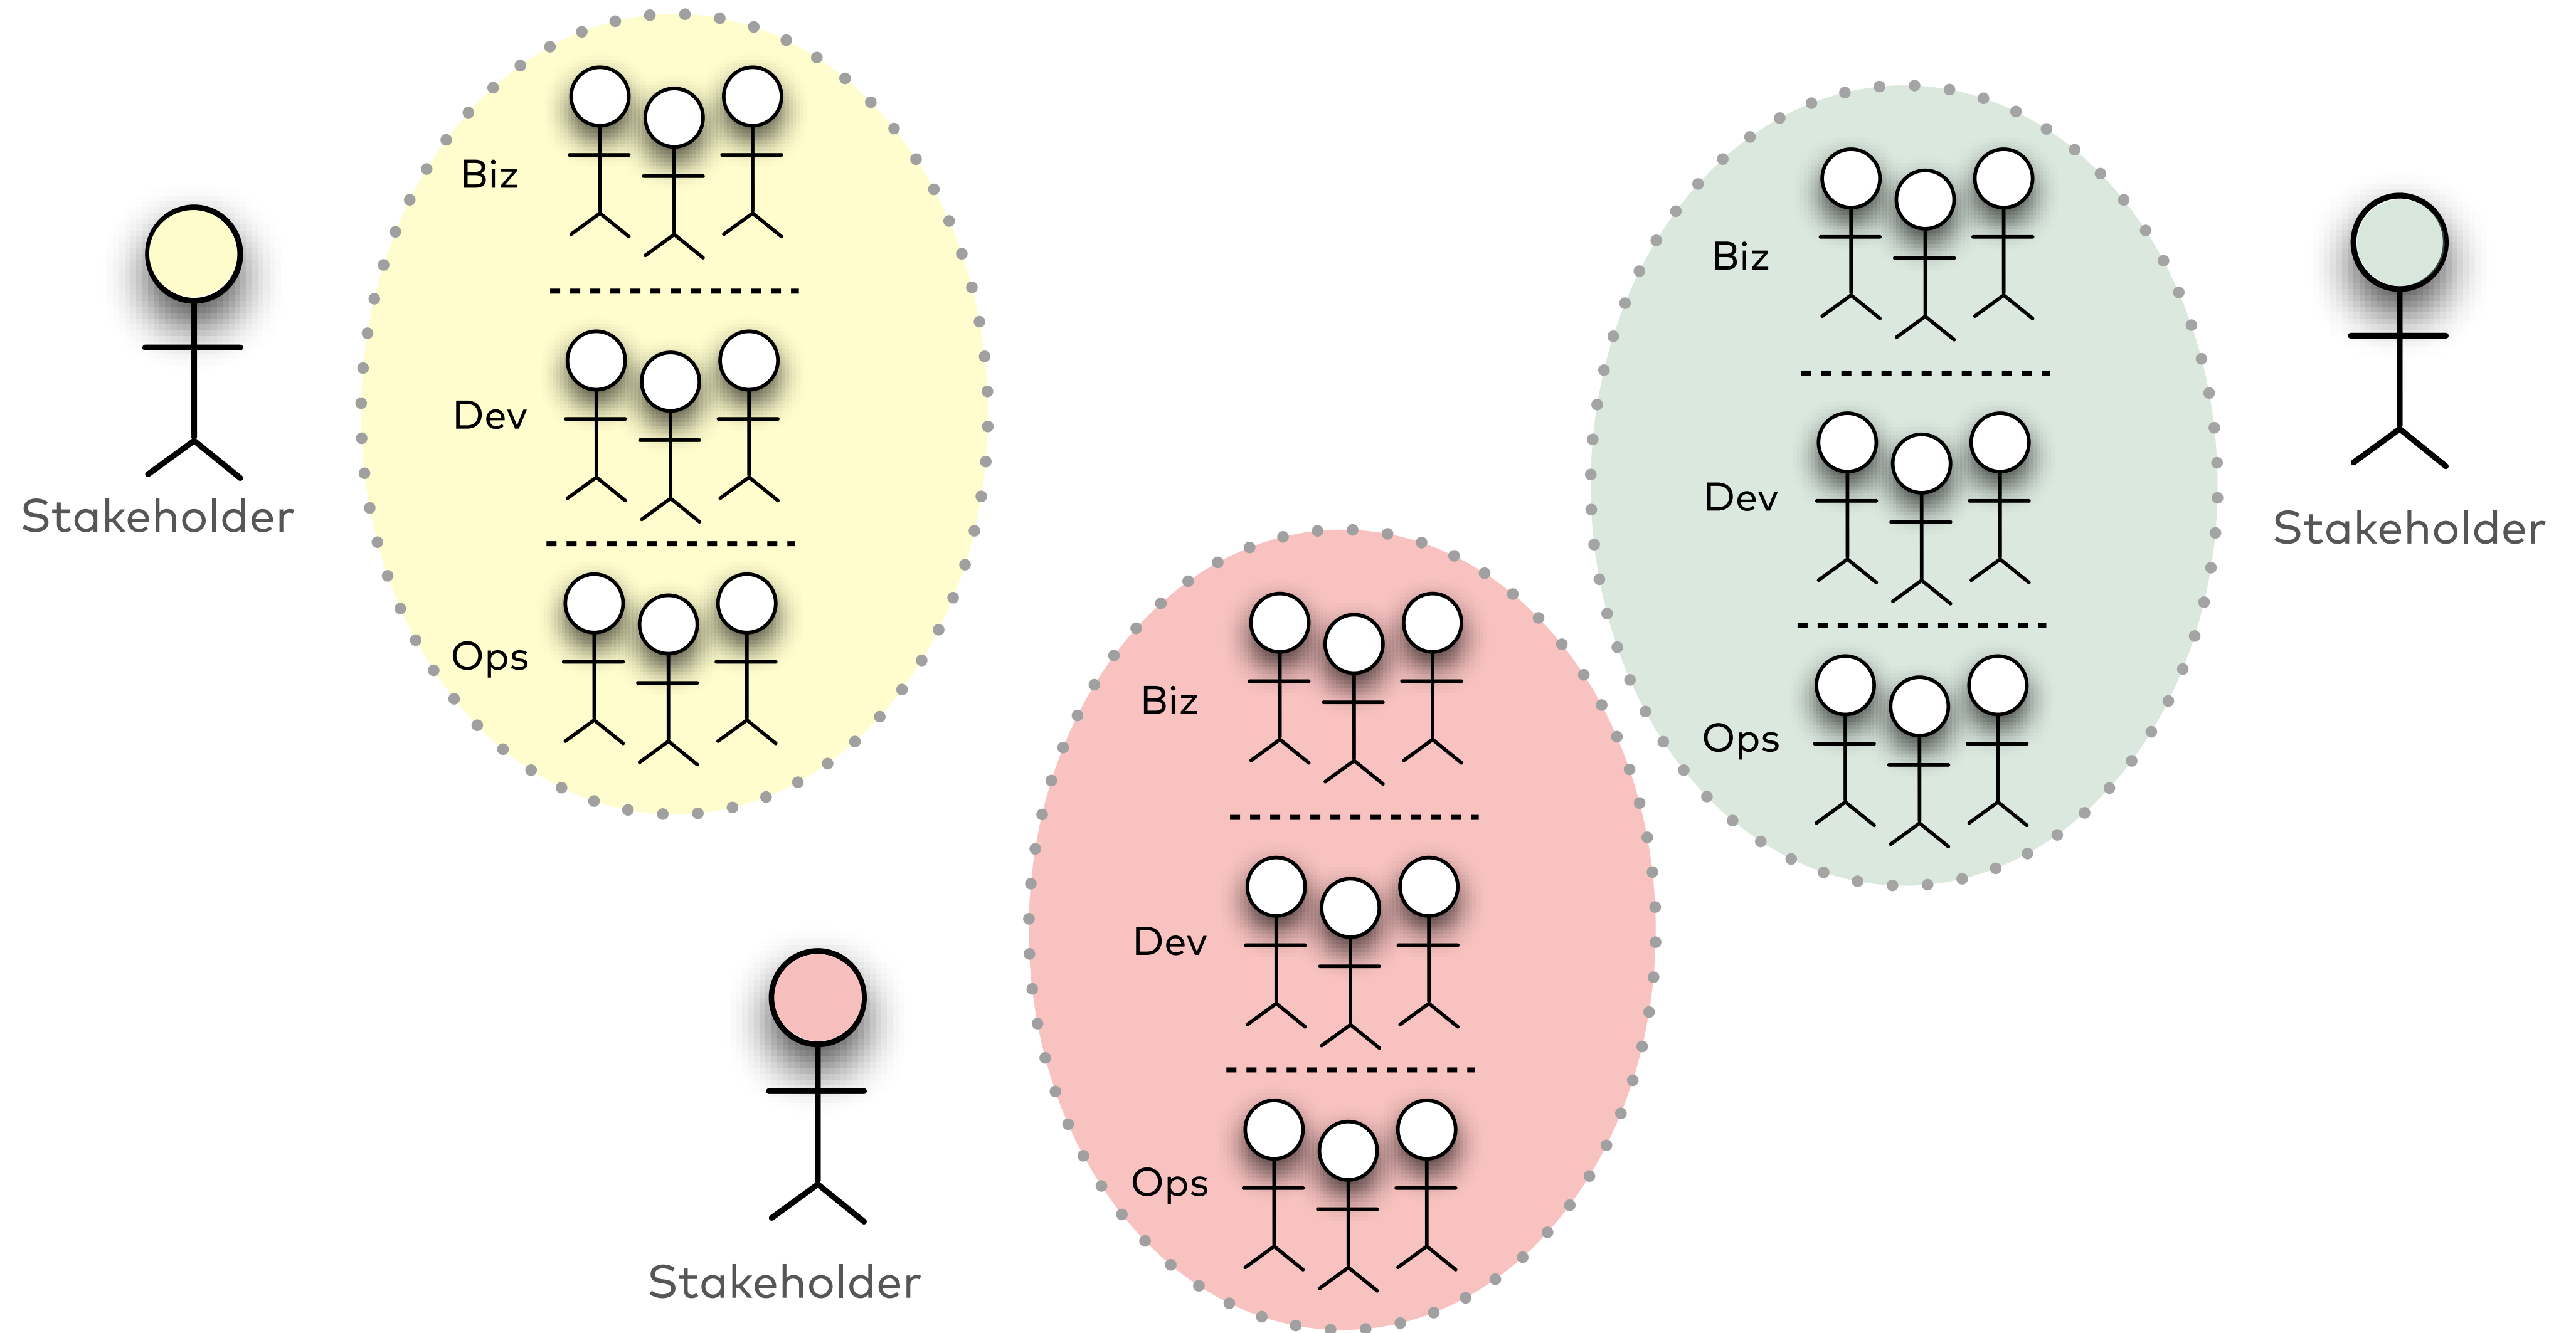 Biz
Dev
Ops
Stakeholder
Biz
Dev
Ops
Stakeholder
Biz
Dev
Ops
Stakeholder